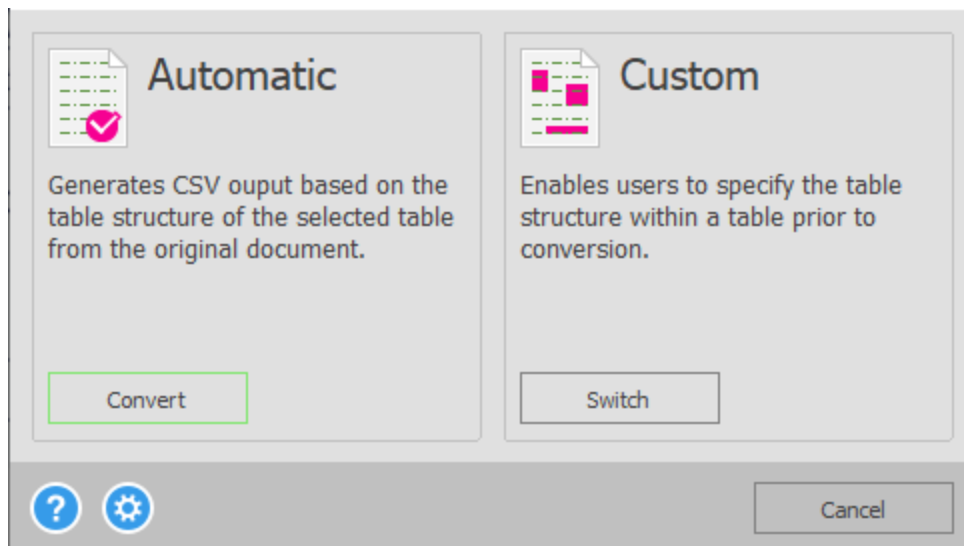 Automatic
Generates CSV ouput based on the
table structure of the selected table
from the original document.
Convert
Custom
Enables users to specify the table
structure within a table prior to
conversion.
Switch
?
Cancel